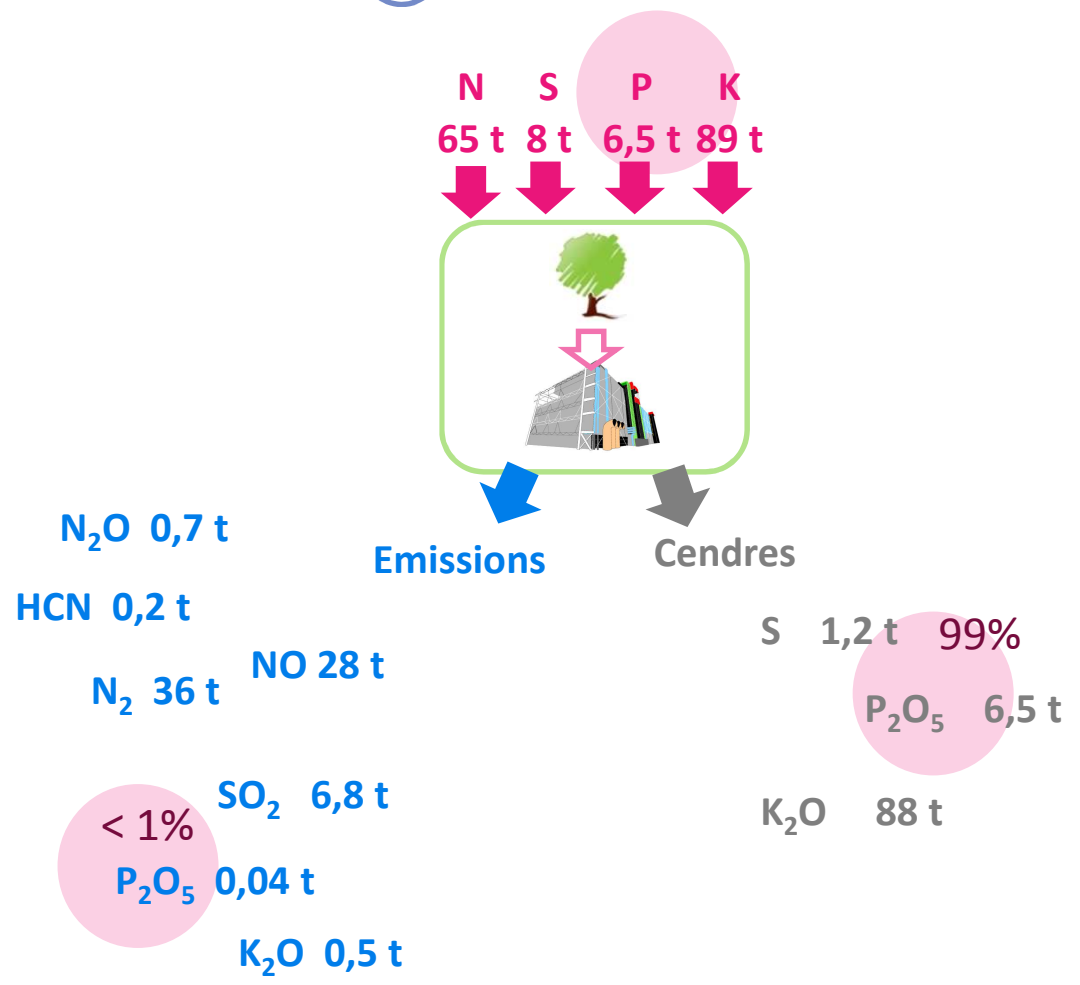 N S P K
65 t 8 t 6,5 t 89 t
Emissions
Cendres
N₂O 0,7 t
HCN 0,2 t
NO 28 t
N₂ 36 t
SO₂ 6,8 t
< 1%
P₂O₅ 0,04 t
K₂O 0,5 t
S 1,2 t 99%
P₂O₅ 6,5 t
K₂O 88 t